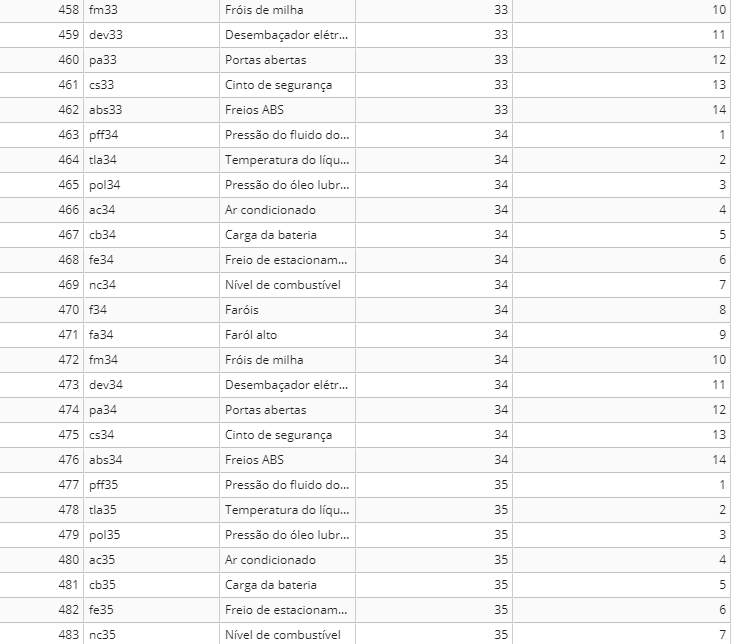 458 fm33 Fróis de milha 33 10
459 dev33 Desembaçador elétr... 33 11
460 pa33 Portas abertas 33 12
461 cs33 Cinto de segurança 33 13
462 abs33 Freios ABS 33 14
463 pff34 Pressão do fluido do... 34 1
464 tla34 Temperatura do líqu... 34 2
465 pol34 Pressão do óleo lubr... 34 3
466 ac34 Ar condicionado 34 4
467 cb34 Carga da bateria 34 5
468 fe34 Freio de estacionam... 34 6
469 nc34 Nível de combustível 34 7
470 f34 Faróis 34 8
471 fa34 Faról alto 34 9
472 fm34 Fróis de milha 34 10
473 dev34 Desembaçador elétr... 34 11
474 pa34 Portas abertas 34 12
475 cs34 Cinto de segurança 34 13
476 abs34 Freios ABS 34 14
477 pff35 Pressão do fluido do... 35 1
478 tla35 Temperatura do líqu... 35 2
479 pol35 Pressão do óleo lubr... 35 3
480 ac35 Ar condicionado 35 4
481 cb35 Carga da bateria 35 5
482 fe35 Freio de estacionam... 35 6
483 nc35 Nível de combustível 35 7